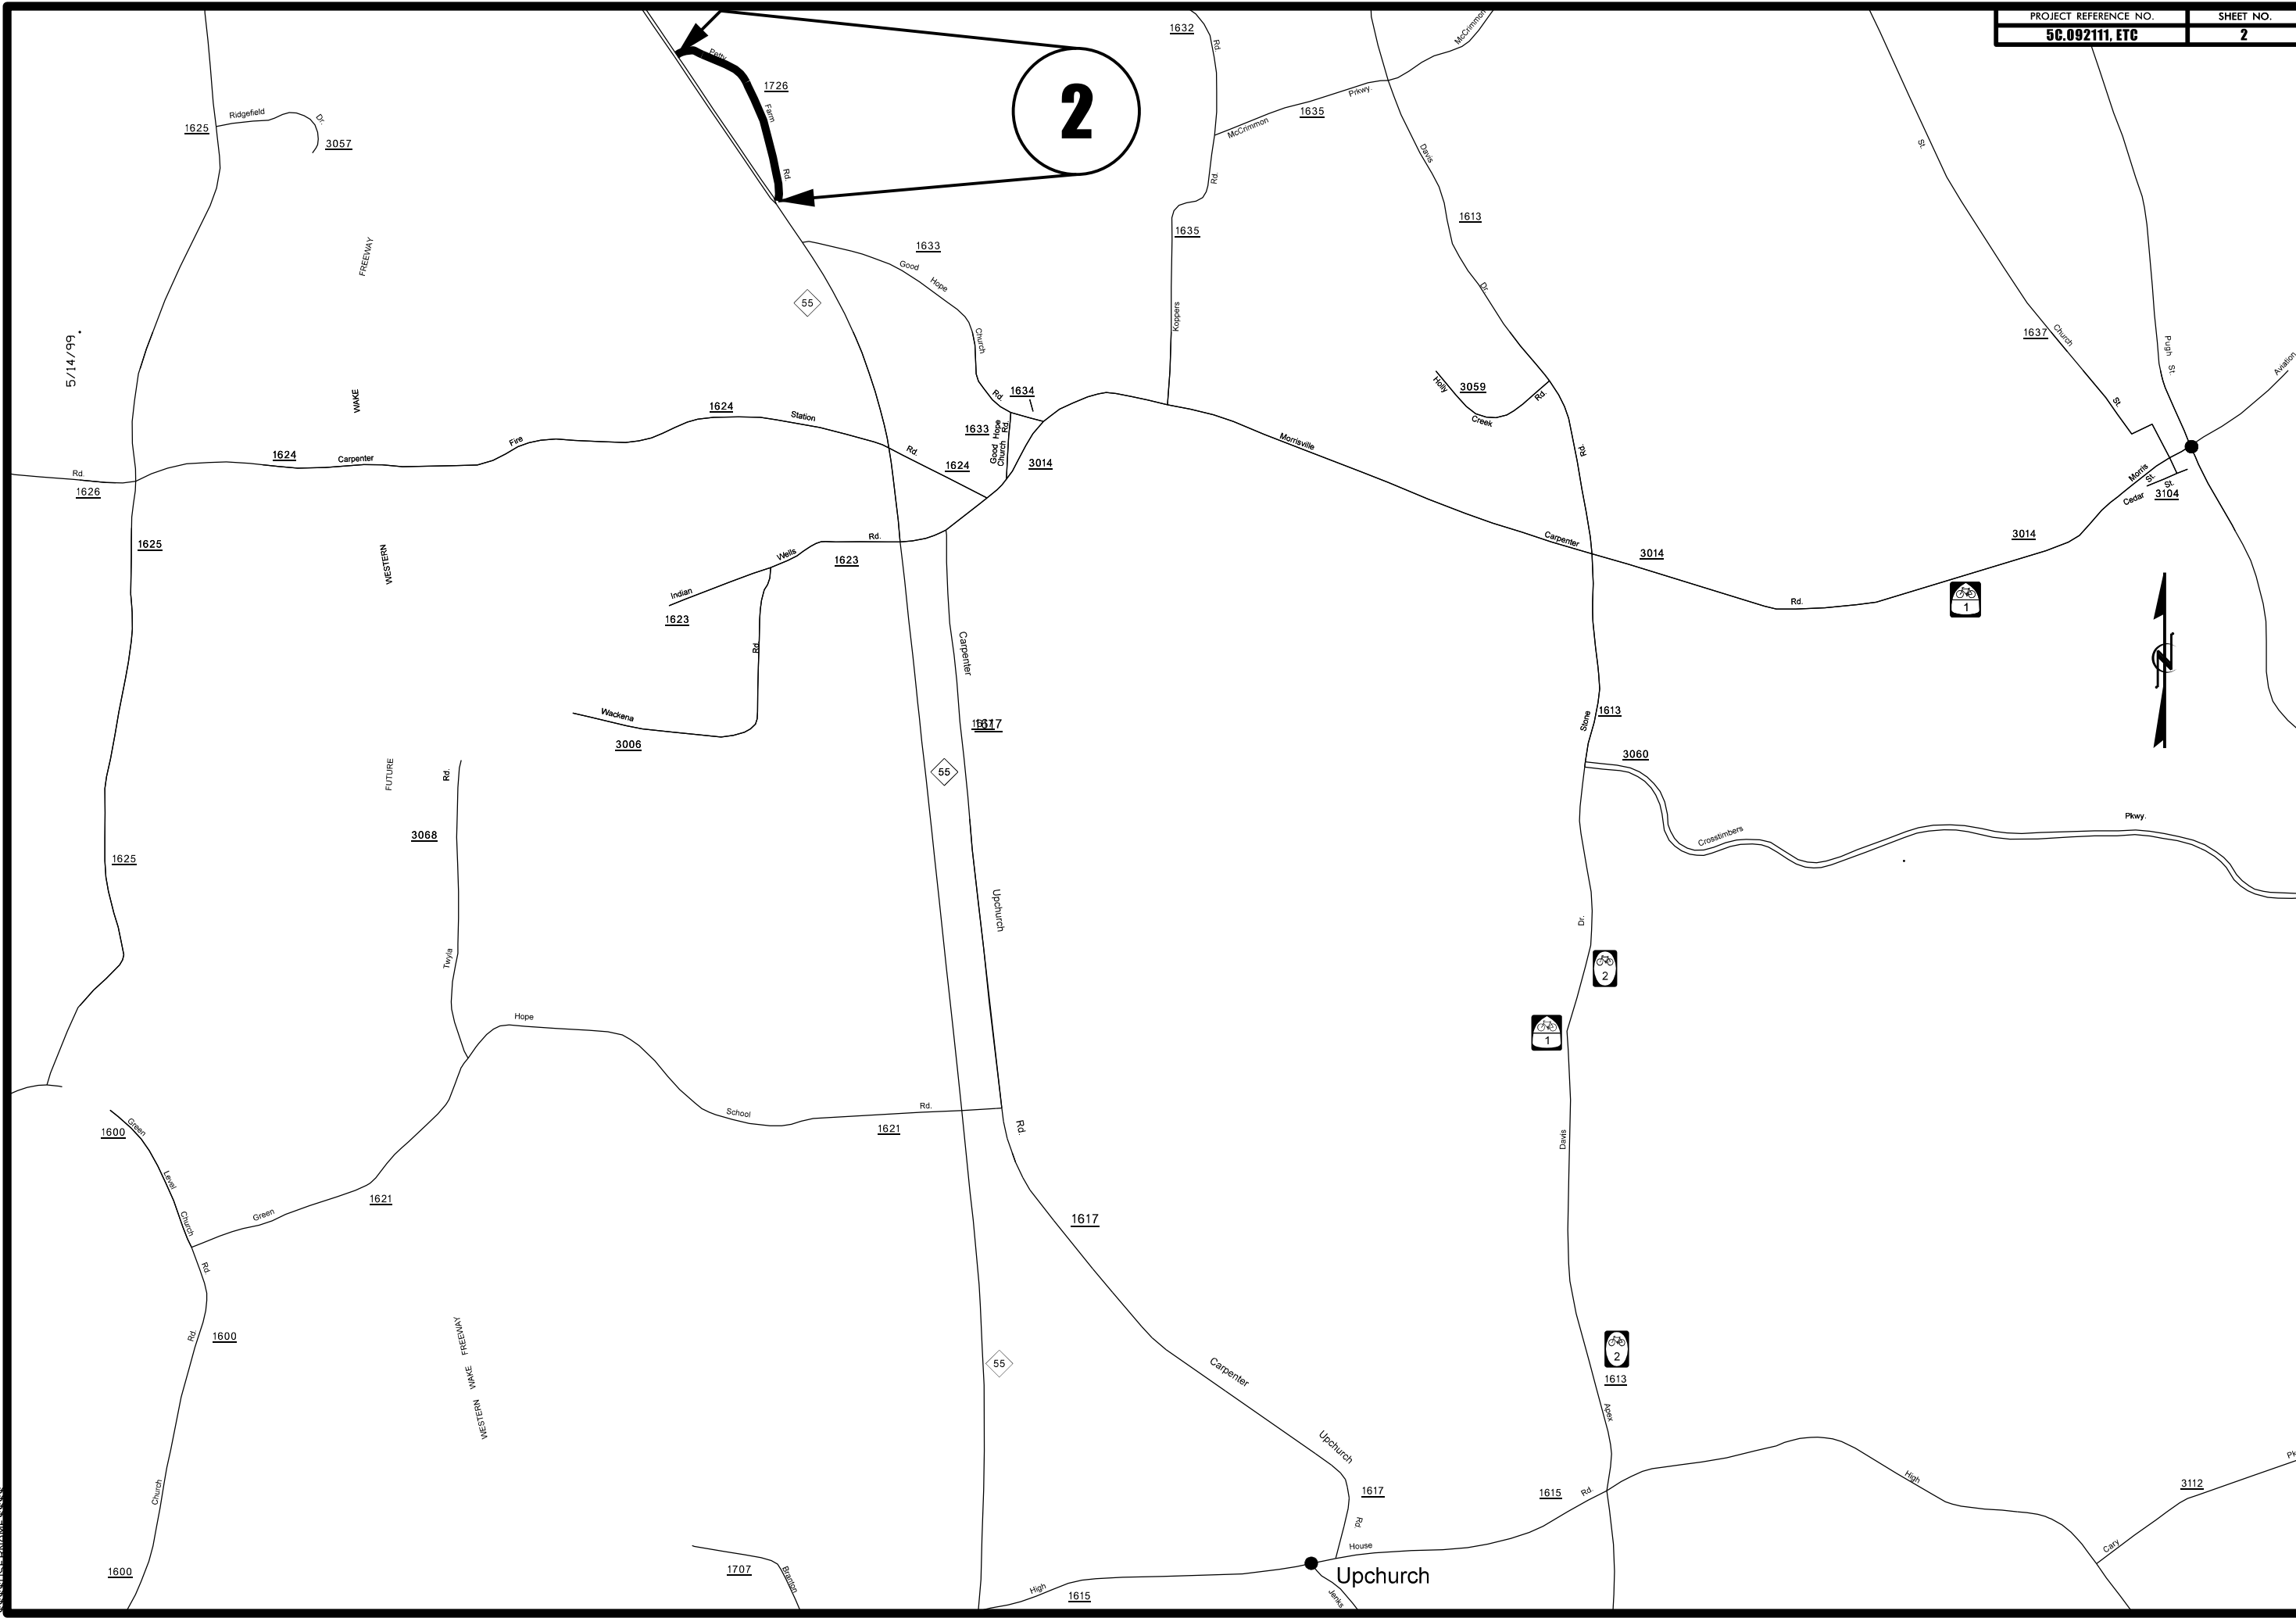 PROJECT REFERENCE NO.
SHEET NO.
5C.092111, ETC
2
2
Petty
1726
Farm
Rd.
1632
Rd.
McCrimmon
McCrimmon
Prkwy.
1635
Rd.
1635
Koppers
Davis
1613
Dr.
St.
1637
Church
St.
Pugh
St.
Aviation
1625
Ridgefield
Dr.
3057
FREEWAY
5/14/99
WAKE
55
1633
Good
Hope
Church
Rd.
1634
1633
Good Hope
Church Rd
3014
1624
Station
Fire
1624
Carpenter
Rd.
1624
Rd.
1626
Morrisville
Holly
3059
Creek
Rd.
Rd.
Morris
St.
St.
Cedar
3104
1625
WESTERN
Rd.
Wells
1623
Indian
1623
Rd.
Wackena
3006
Carpenter
1617
Carpenter
3014
3014
Rd.
1
N
1613
Stone
3060
Crosstimbers
Pkwy.
FUTURE
Rd.
3068
55
1625
Upchurch
Dr.
2
1
Twyla
Hope
School
Rd.
1621
Rd.
Davis
1600
Green
Level
Church
Green
1621
Rd.
Rd.
1600
Church
1600
WESTERN WAKE FREEWAY
1617
55
Carpenter
Upchurch
1617
Rd
2
1613
Apex
1615
Rd.
High
3112
Cary
House
Upchurch
Jenks
High
1615
1707
Branton